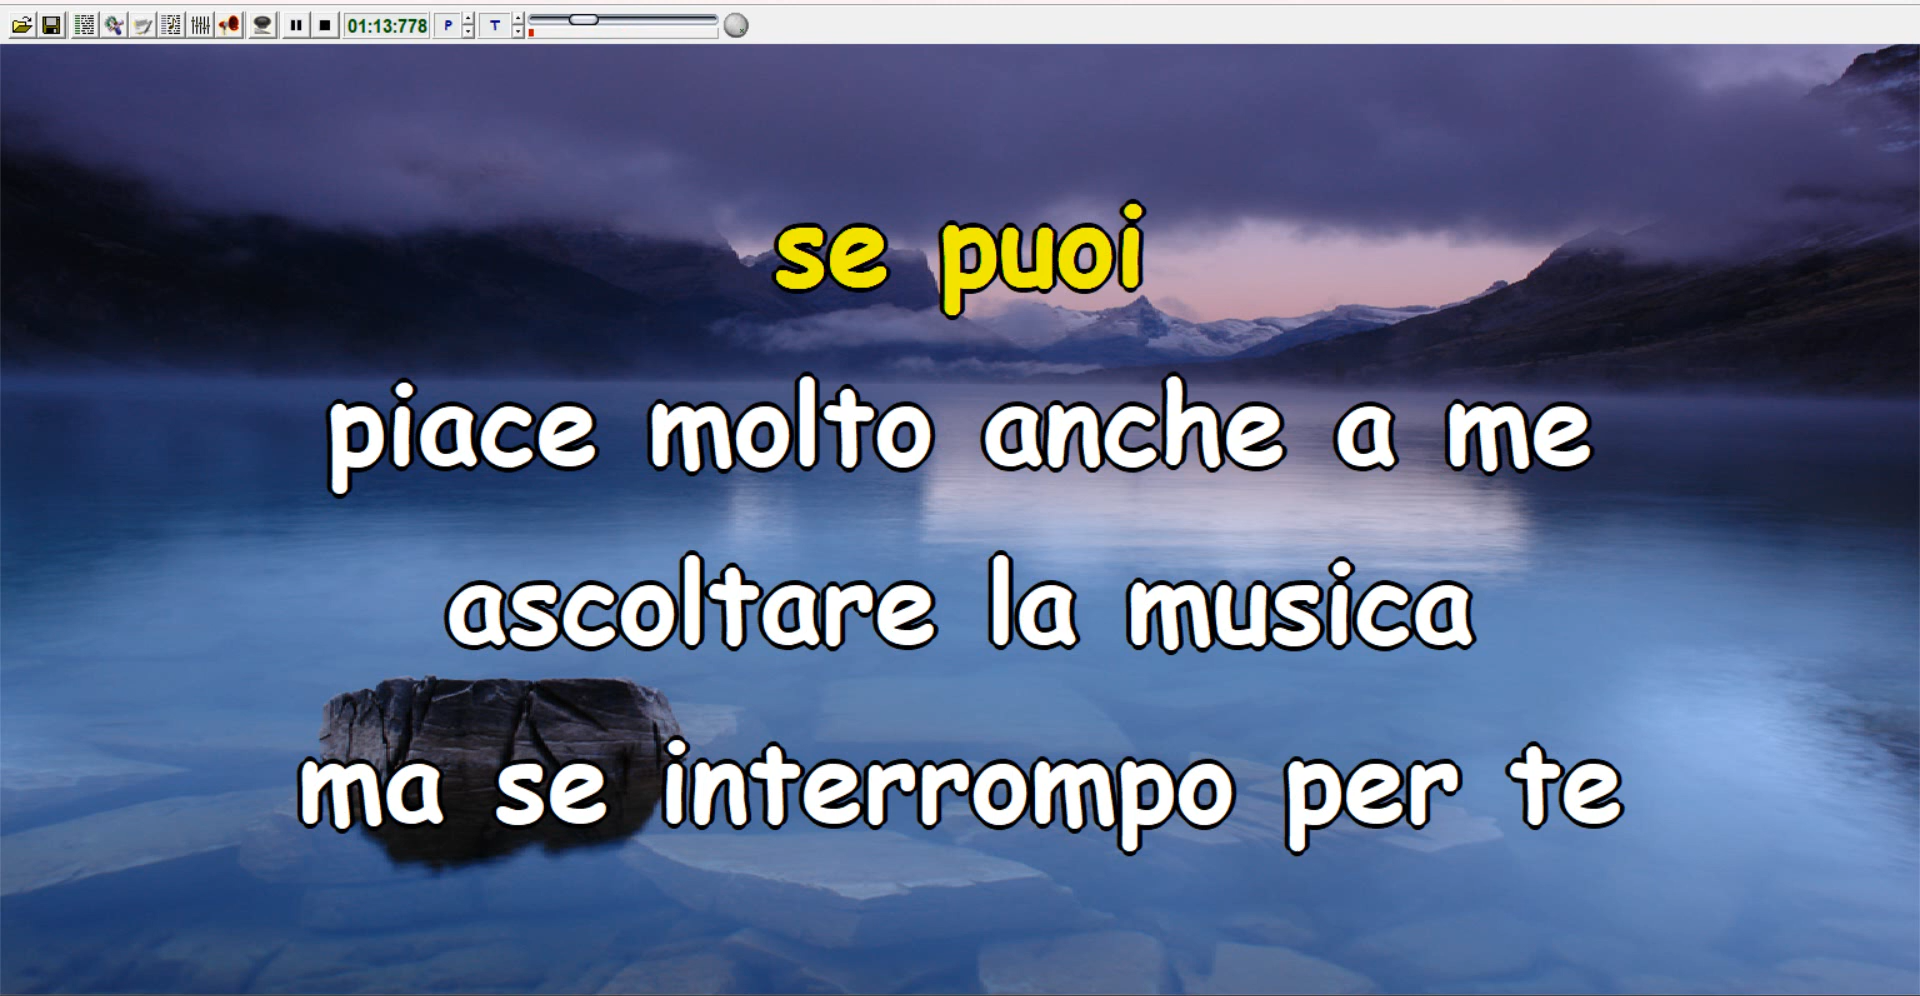 01:13:778 P T
se puoi
piace molto anche a me
ascoltare la musica
ma se interrompo per te